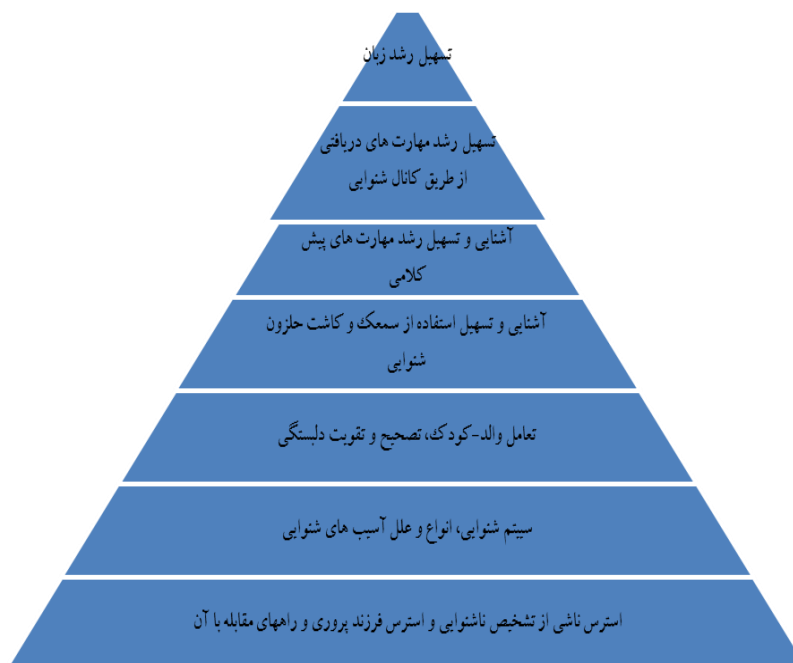 تسهیل رشد زبان
تسهیل رشد مهارت های دریافتی
از طریق کانال شنوایی
آشنایی و تسهیل رشد مهارت های پیش
کلامی
آشنایی و تسهیل استفاده از سمعک و کاشت حلزون
شنوایی
تعامل والد-کودک، تصحیح و تقویت دلبستگی
سیتم شنوایی، انواع و علل آسیب های شنوایی
استرس ناشی از تشخیص ناشنوایی و استرس فرزند پروری و راههای مقابله با آن